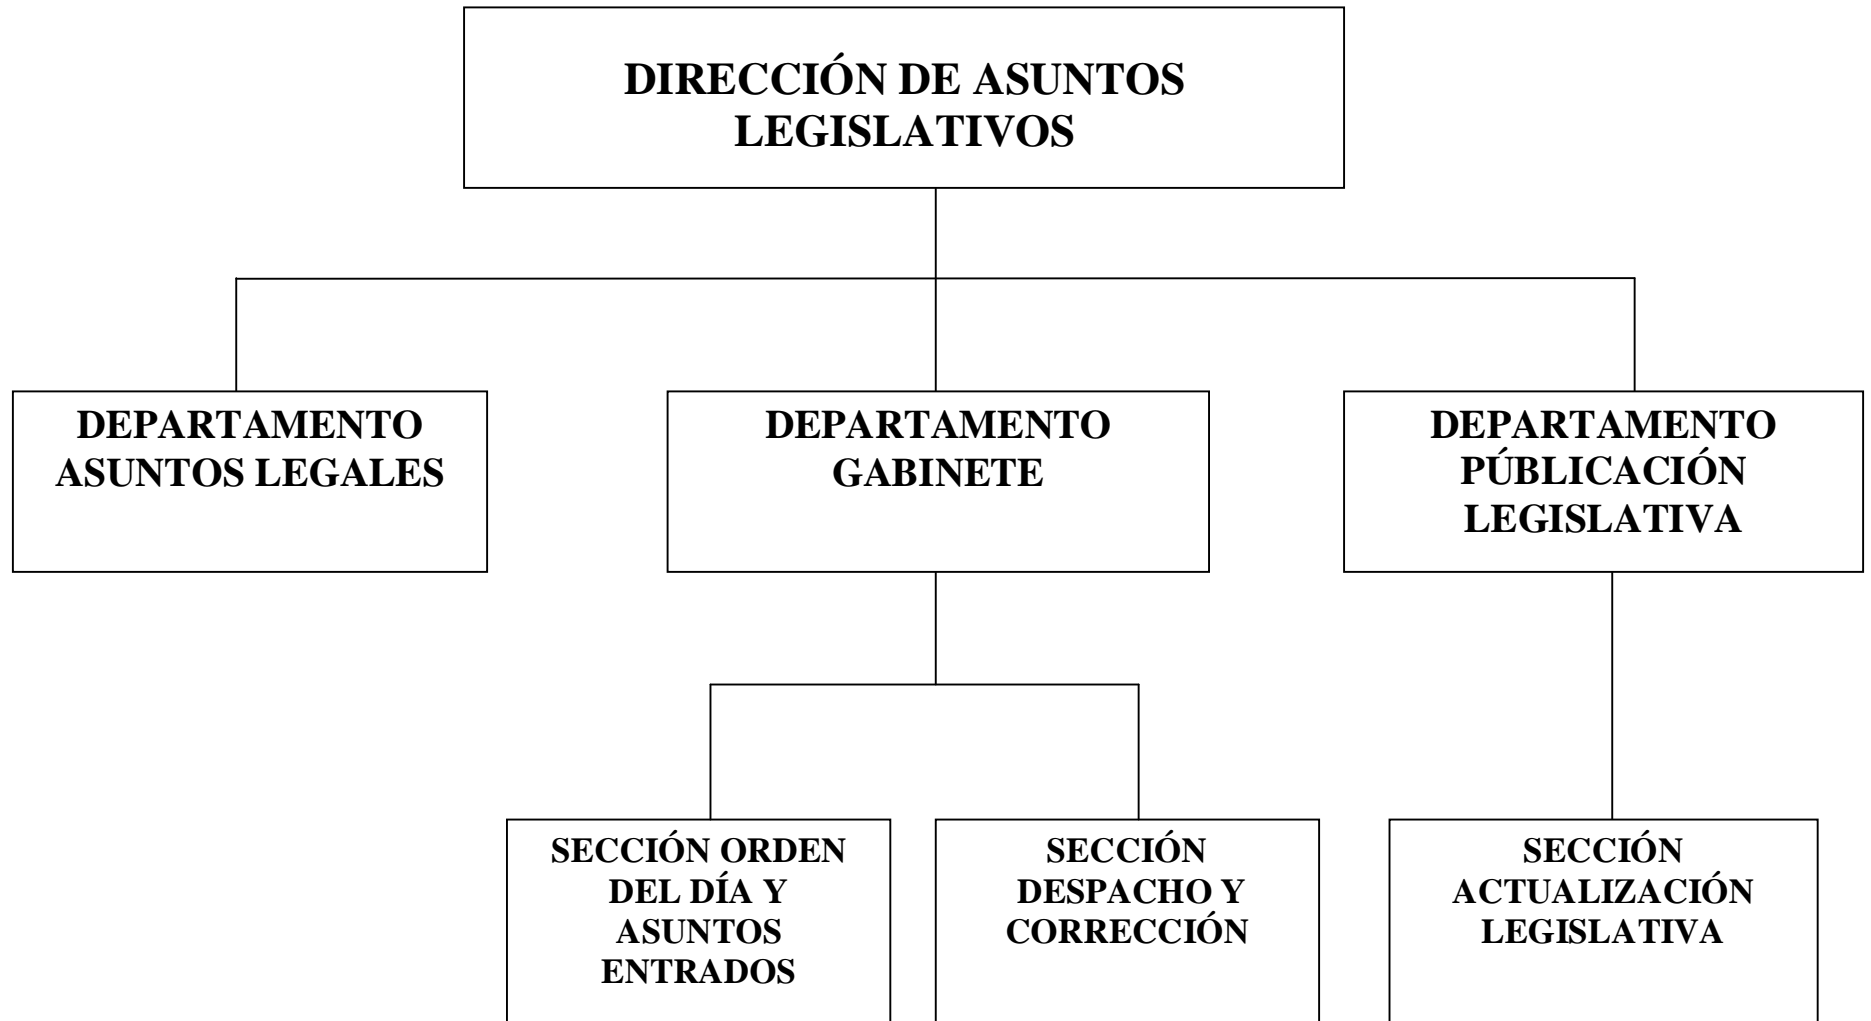 DIRECCIÓN DE ASUNTOS
LEGISLATIVOS
DEPARTAMENTO
ASUNTOS LEGALES
DEPARTAMENTO
GABINETE
DEPARTAMENTO
PÚBLICACIÓN
LEGISLATIVA
SECCIÓN ORDEN
DEL DÍA Y
ASUNTOS
ENTRADOS
SECCIÓN
DESPACHO Y
CORRECCIÓN
SECCIÓN
ACTUALIZACIÓN
LEGISLATIVA